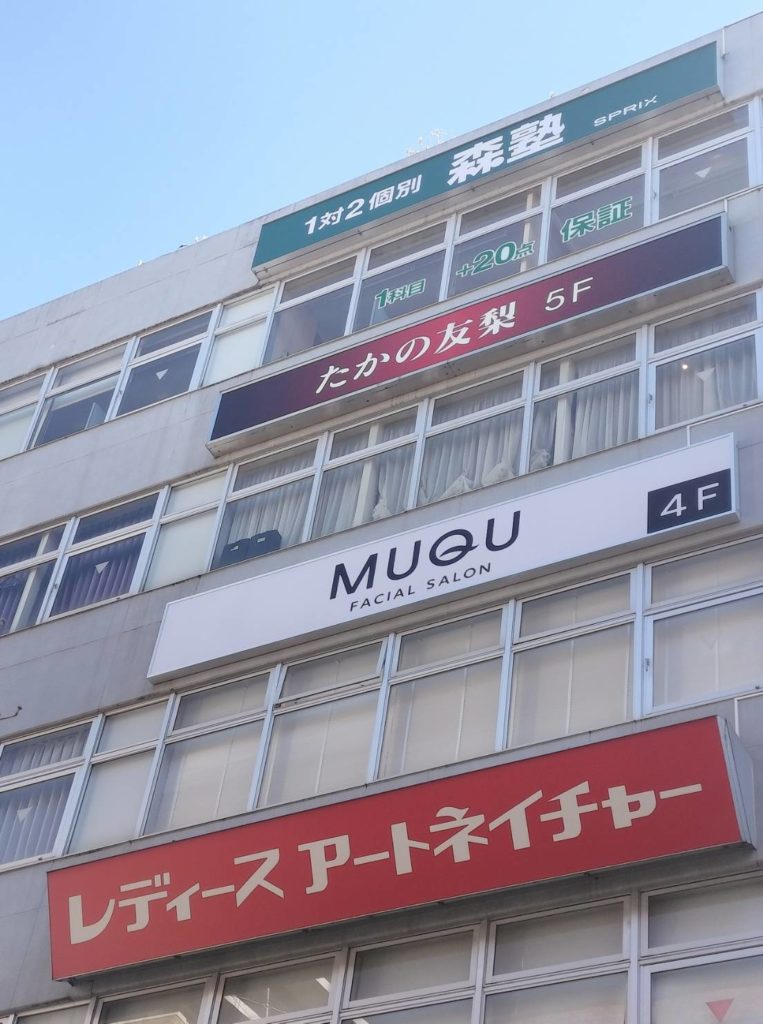 1対2個別 森塾 SPRIX
1科目 +20点 保証
たかの友梨 5F
MUQU 4F
FACIAL SALON
レディース アートネイチャー